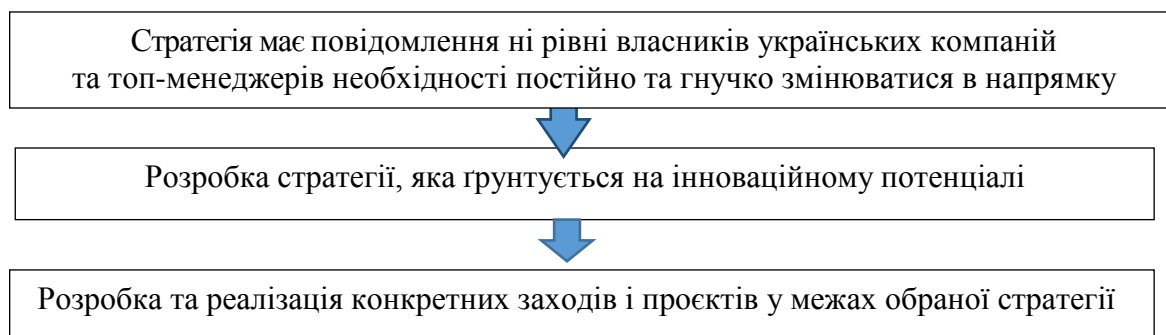 Стратегія має повідомлення ні рівні власників українських компаній
та топ-менеджерів необхідності постійно та гнучко змінюватися в напрямку
Розробка стратегії, яка ґрунтується на інноваційному потенціалі
Розробка та реалізація конкретних заходів і проєктів у межах обраної стратегії